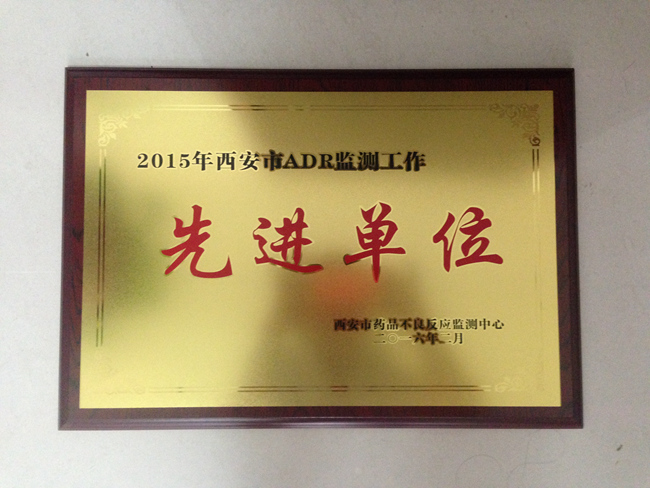 2015年西安市ADR监测工作
先进单位
西安市药品不良反应监测中心
二〇一六年二月